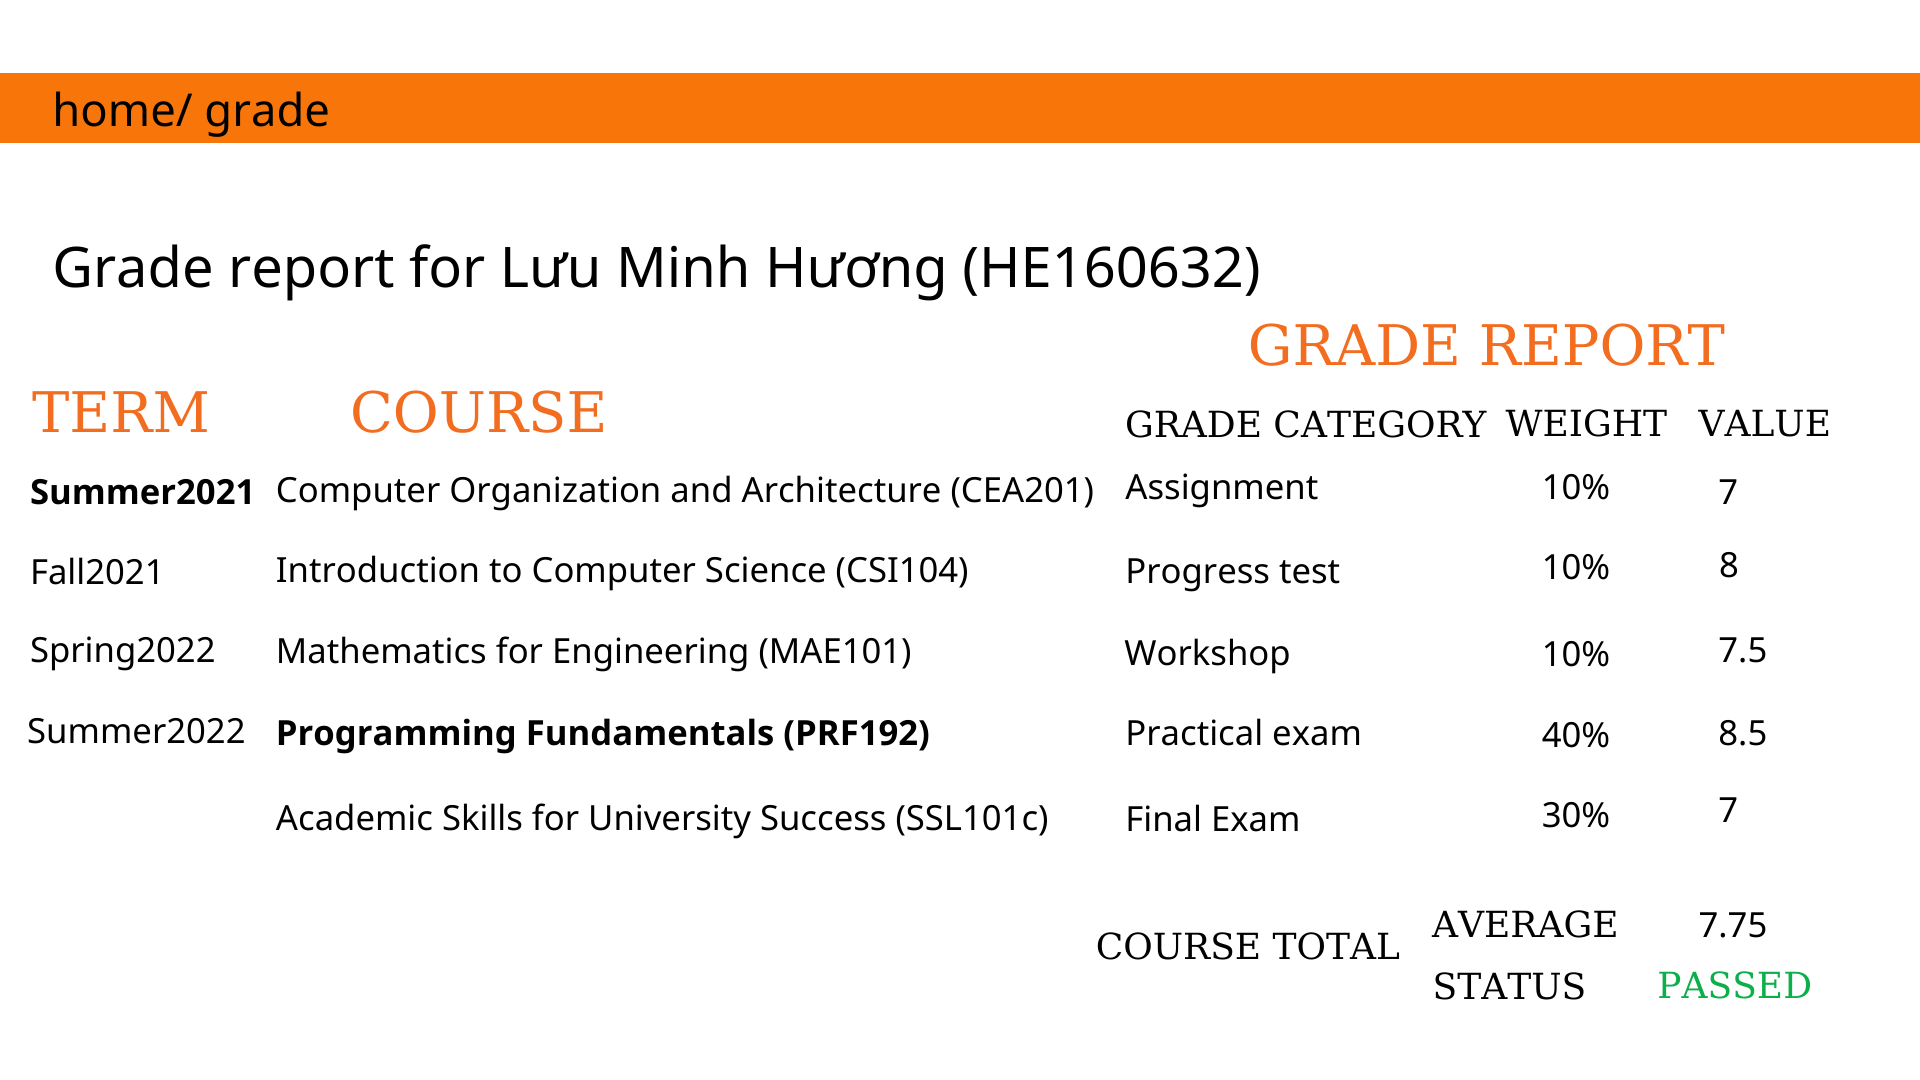 home/ grade
Grade report for Lưu Minh Hương (HE160632)
GRADE REPORT
TERM COURSE
GRADE CATEGORY WEIGHT VALUE
Summer2021 Computer Organization and Architecture (CEA201) Assignment 10% 7
Fall2021 Introduction to Computer Science (CSI104) Progress test 10% 8
Spring2022 Mathematics for Engineering (MAE101) Workshop 10% 7.5
Summer2022 Programming Fundamentals (PRF192) Practical exam 40% 8.5
Academic Skills for University Success (SSL101c) Final Exam 30% 7
COURSE TOTAL
AVERAGE 7.75
STATUS PASSED